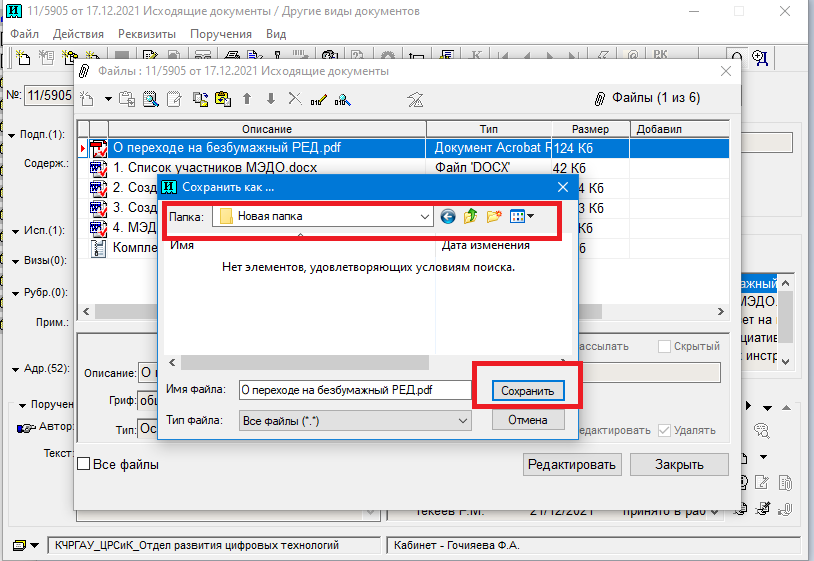 11/5905 от 17.12.2021 Исходящие документы / Другие виды документов
Файл Действия Реквизиты Поручения Вид
Файлы : 11/5905 от 17.12.2021 Исходящие документы
№: 11/5905
Файлы (1 из 6)
Подп.(1):
Содерж.:
Исп.(1):
Визы(0):
Рубр.(0):
Прим.:
Адр.(52):
Поручен
Автор:
Текст:
Описание Тип Размер Добавил
О переходе на безбумажный РЕД.pdf Документ Acrobat R 124 Кб
1. Список участников МЭДО.docx Файл 'DOCX' 42 Кб
2. Созд 4 Кб
3. Созд 3 Кб
4. МЭД Кб
Компле
Сохранить как ...
Папка: Новая папка
Имя Дата изменения
Нет элементов, удовлетворяющих условиям поиска.
Имя файла: О переходе на безбумажный РЕД.pdf Сохранить
Тип файла: Все файлы (*.*) Отмена
ажный
МЭДО.
ет на
циатив
к инстр
Описание: О
Гриф: общ
Тип: Ос
ассылать Скрытый
едактировать Удалять
Все файлы Редактировать Закрыть
Текеев Р.М. 21/12/2021 принято в раб
КЧРГАУ_ЦРСиК_Отдел развития цифровых технологий Кабинет - Гочияева Ф.А.